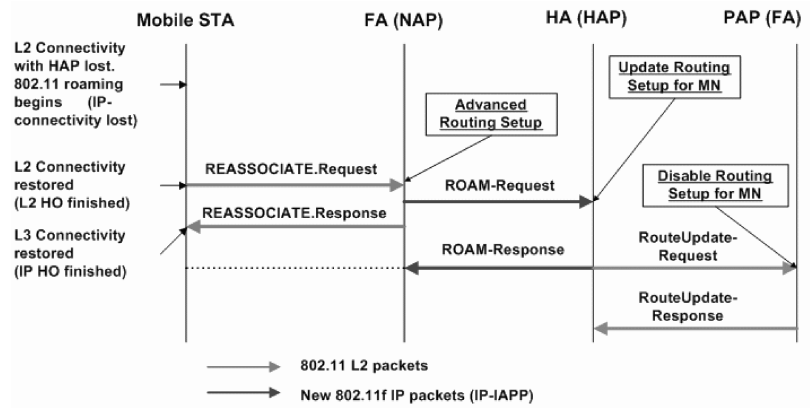 Mobile STA
FA (NAP)
HA (HAP)
PAP (FA)
L2 Connectivity
with HAP lost.
802.11 roaming
begins (IP-
connectivity lost)
Update Routing
Setup for MN
Advanced
Routing Setup
L2 Connectivity
restored
(L2 HO finished)
REASSOCIATE.Request
ROAM-Request
Disable Routing
Setup for MN
REASSOCIATE.Response
L3 Connectivity
restored
(IP HO finished)
ROAM-Response
RouteUpdate-
Request
RouteUpdate-
Response
802.11 L2 packets
New 802.11f IP packets (IP-IAPP)